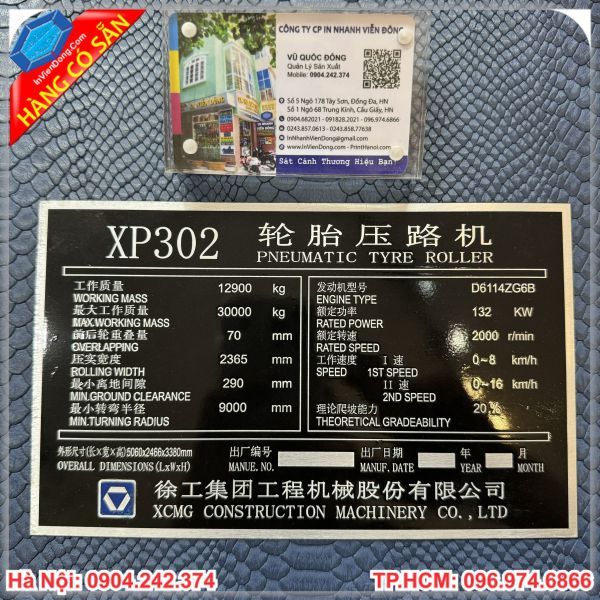 InVienDong.com
HÀNG CÓ SẴN
CÔNG TY CP IN NHANH VIỄN ĐÔNG
VŨ QUỐC ĐÔNG
Quản Lý Sản Xuất
Mobile: 0904.242.374
Số 5 Ngõ 178 Tây Sơn, Đống Đa, HN
Số 1 Ngõ 68 Trung Kính, Cầu Giấy, HN
0904.682021 - 091828.2021 - 096.974.6866
0243.857.0613 - 0243.858.77638
InNhanhVienDong@gmail.com
www.InVienDong.com - PrintHanoi.com
Sát Cánh Thương Hiệu Bạn!
XP302 轮胎压路机
PNEUMATIC TYRE ROLLER
工作质量 12900 kg
WORKING MASS
最大工作质量 30000 kg
MAX.WORKING MASS
前后轮重叠量 70 mm
OVERLAPPING
压实宽度 2365 mm
ROLLING WIDTH
最小离地间隙 290 mm
MIN.GROUND CLEARANCE
最小转弯半径 9000 mm
MIN.TURNING RADIUS
发动机型号 D6114ZG6B
ENGINE TYPE
额定功率 132 KW
RATED POWER
额定转速 2000 r/min
RATED SPEED
工作速度 I 速 0~8 km/h
SPEED 1ST SPEED
II 速 0~16 km/h
2ND SPEED
理论爬坡能力 20%
THEORETICAL GRADEABILITY
外形尺寸(长×宽×高)5060x2466x3380mm
OVERALL DIMENSIONS (LxWxH)
出厂编号
MANUE. NO.
出厂日期 年 月
MANUF. DATE YEAR MONTH
徐工集团工程机械股份有限公司
XCMG CONSTRUCTION MACHINERY CO.,LTD
Hà Nội: 0904.242.374
TP.HCM: 096.974.6866